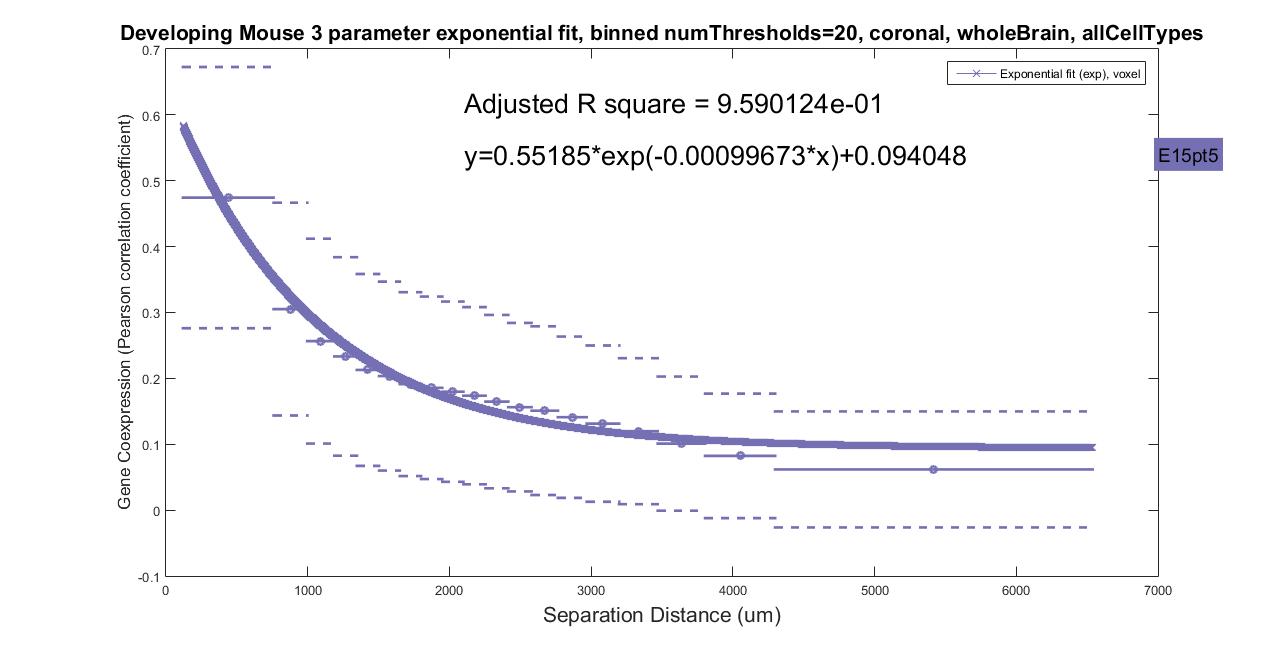 Developing Mouse 3 parameter exponential fit, binned numThresholds=20, coronal, wholeBrain, allCellTypes
0.7
0.6
0.5
0.4
0.3
0.2
0.1
0
-0.1
Gene Coexpression (Pearson correlation coefficient)
Exponential fit (exp), voxel
Adjusted R square = 9.590124e-01
y=0.55185*exp(-0.00099673*x)+0.094048
E15pt5
0 1000 2000 3000 4000 5000 6000 7000
Separation Distance (um)